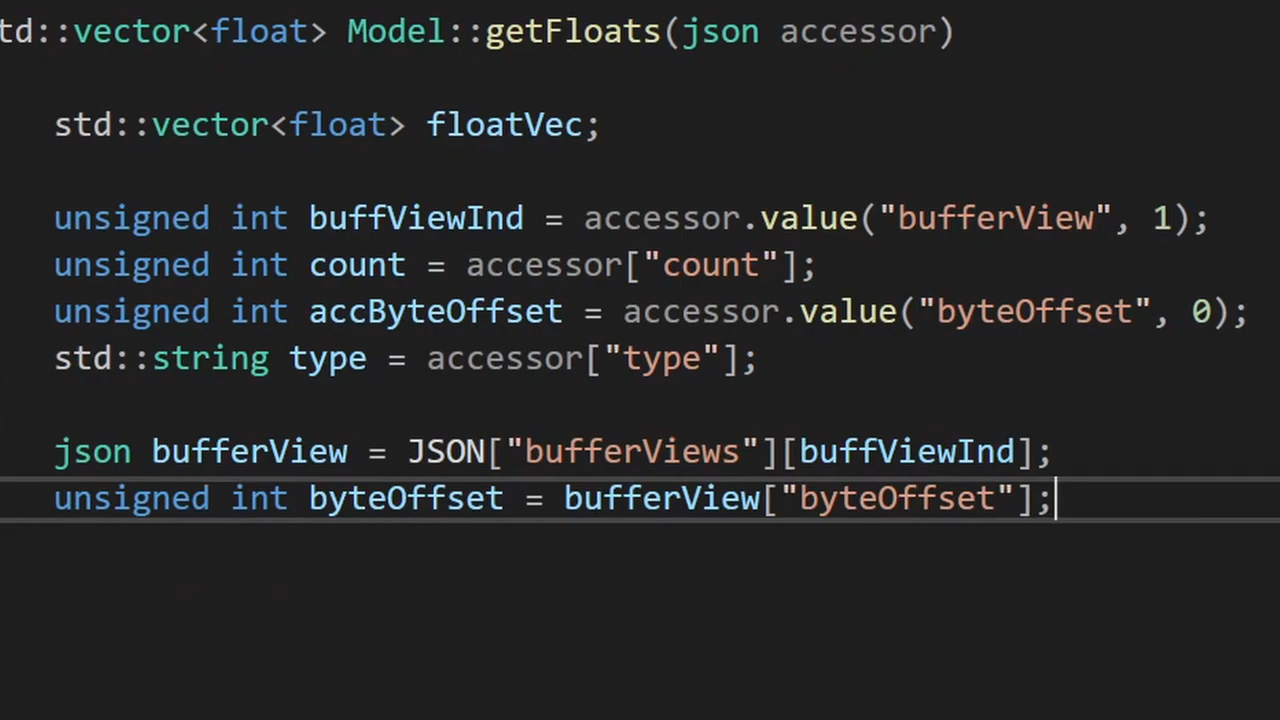 td::vector<float> Model::getFloats(json accessor)
std::vector<float> floatVec;
unsigned int buffViewInd = accessor.value("bufferView", 1);
unsigned int count = accessor["count"];
unsigned int accByteOffset = accessor.value("byteOffset", 0);
std::string type = accessor["type"];
json bufferView = JSON["bufferViews"][buffViewInd];
unsigned int byteOffset = bufferView["byteOffset"];